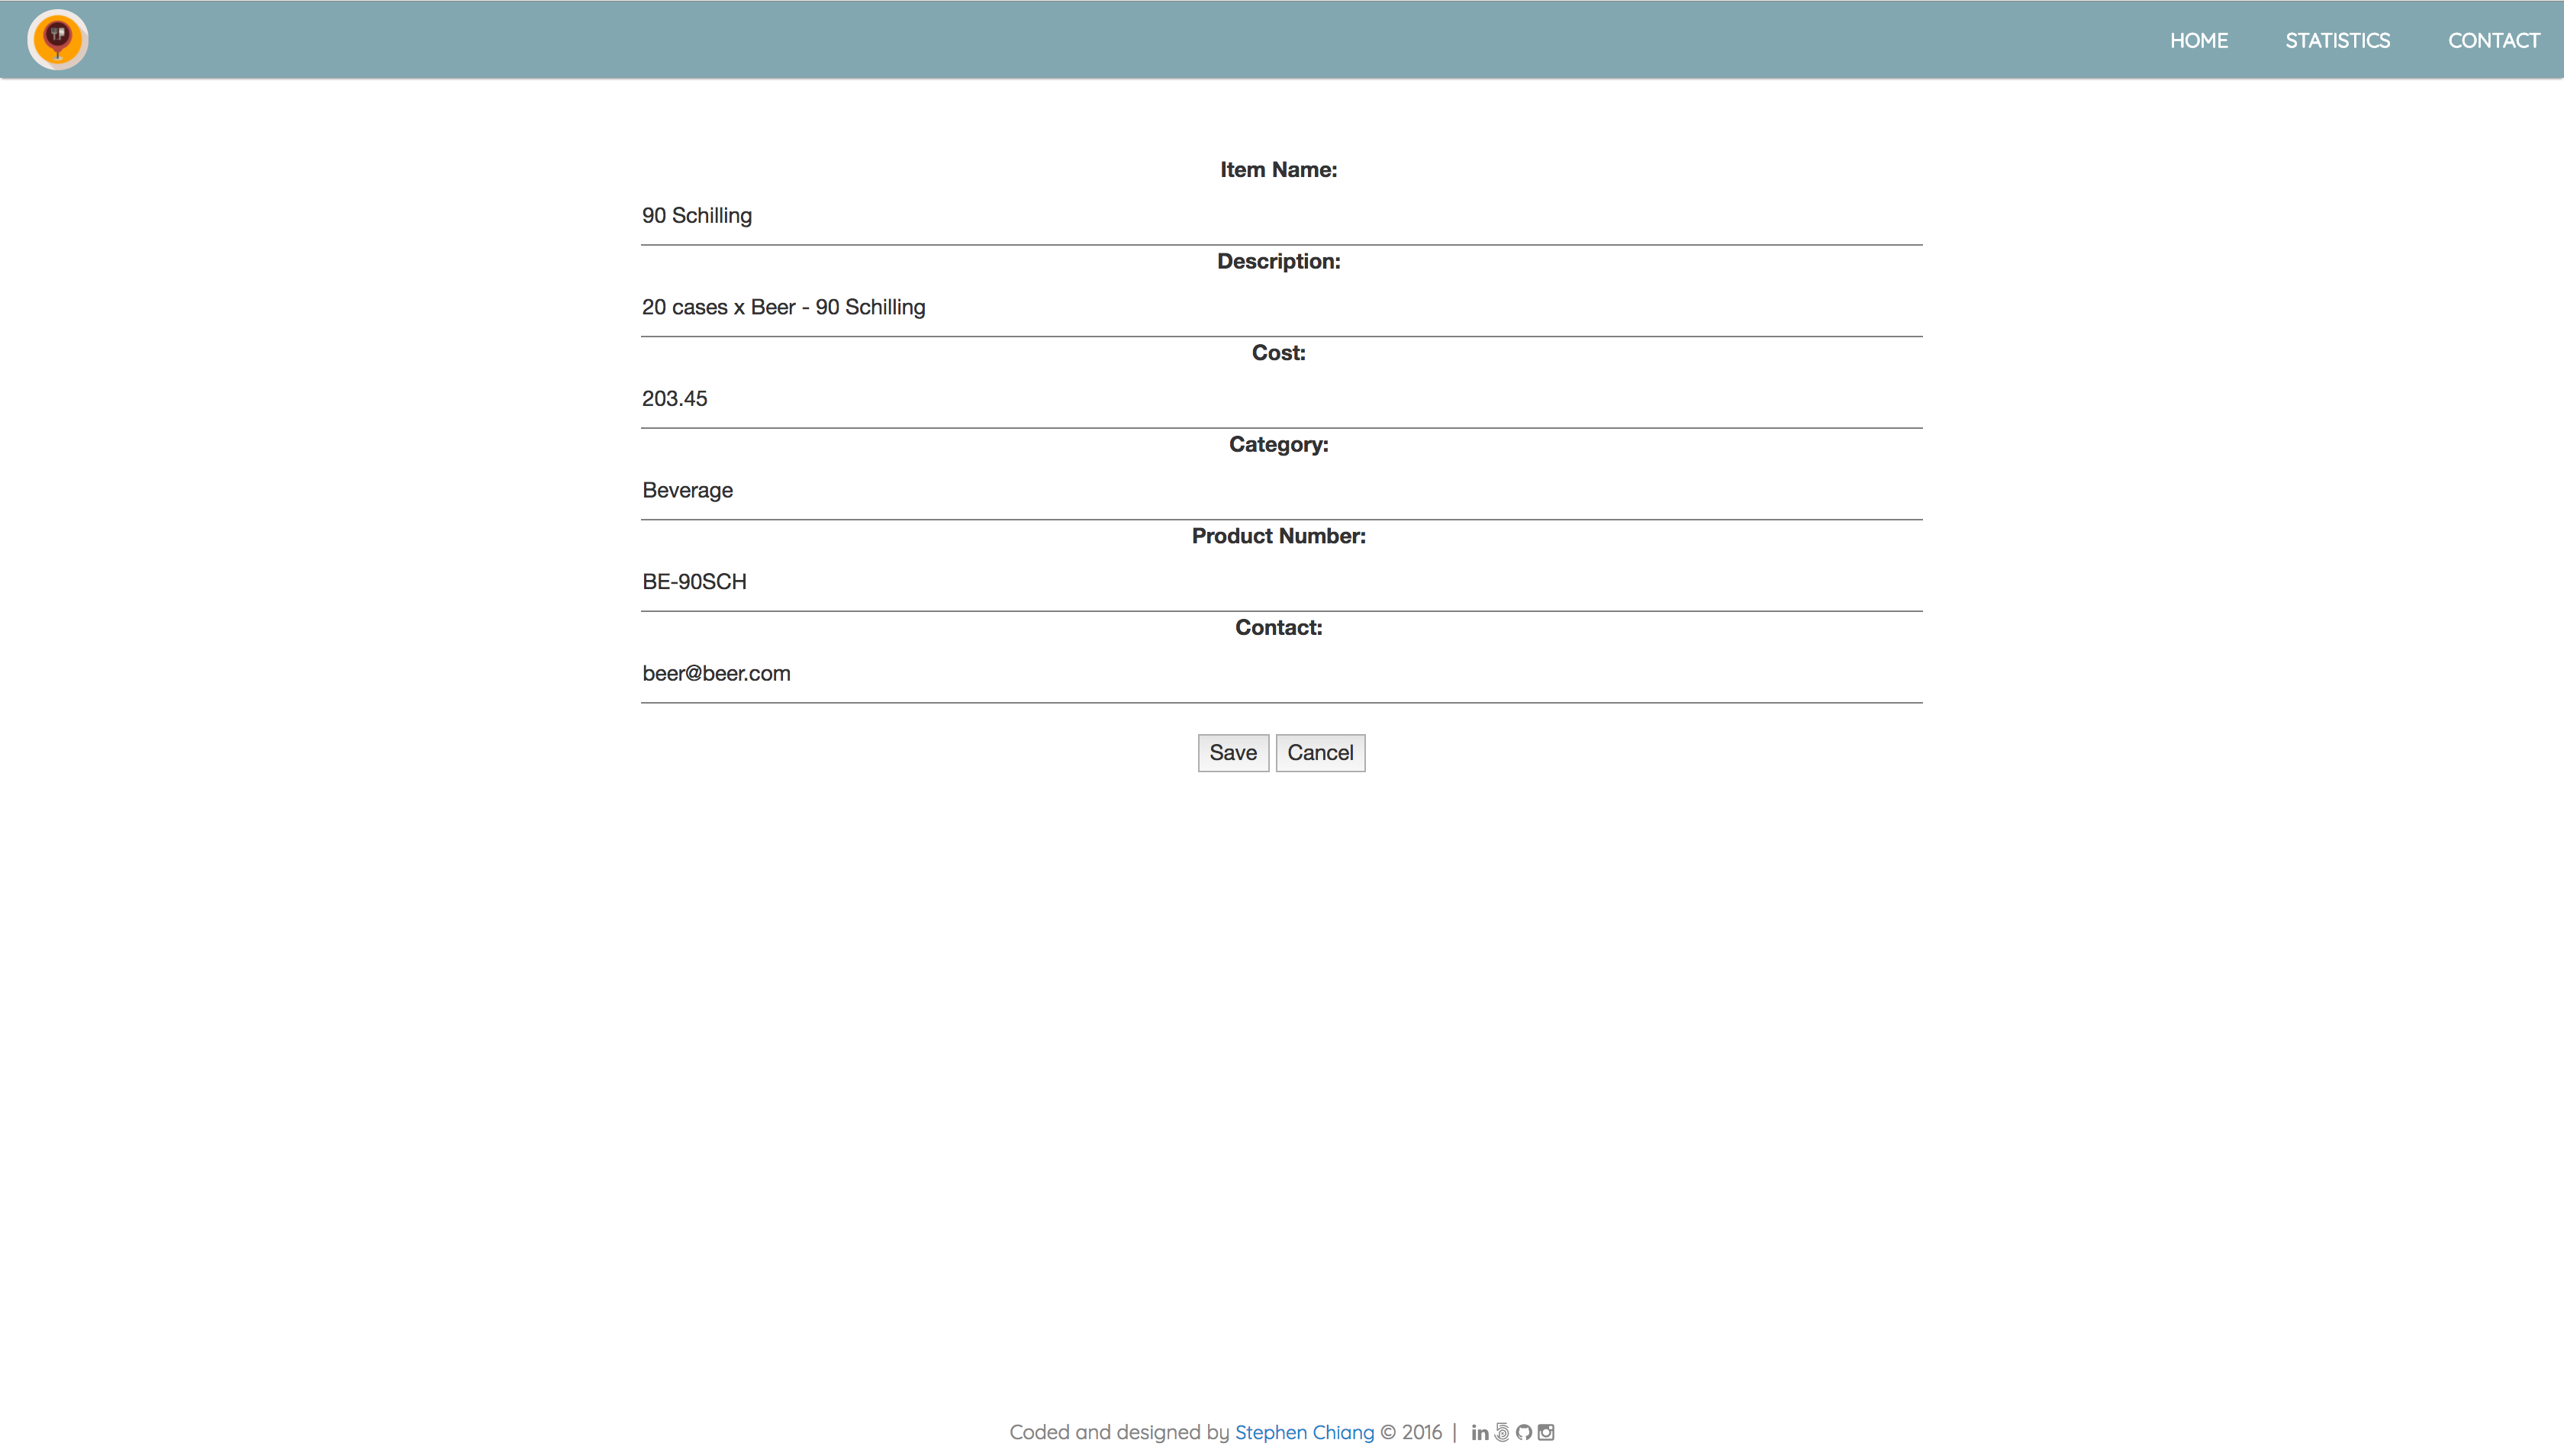 HOME STATISTICS CONTACT
Item Name:
90 Schilling
Description:
20 cases x Beer - 90 Schilling
Cost:
203.45
Category:
Beverage
Product Number:
BE-90SCH
Contact:
beer@beer.com
Save Cancel
Coded and designed by Stephen Chiang © 2016 |